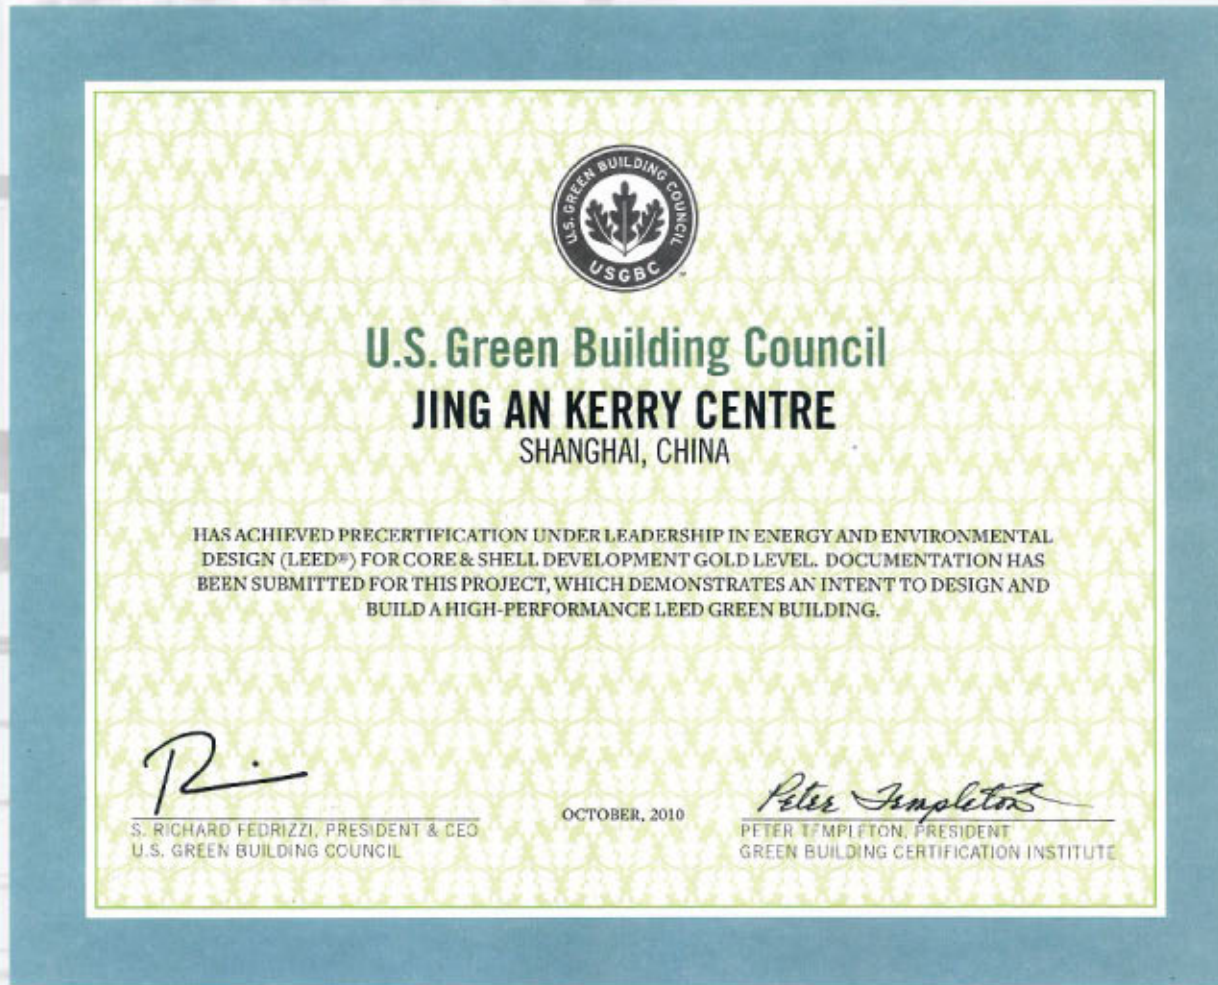 U.S. GREEN BUILDING COUNCIL
USGBC
U.S. Green Building Council
JING AN KERRY CENTRE
SHANGHAI, CHINA
HAS ACHIEVED PRECERTIFICATION UNDER LEADERSHIP IN ENERGY AND ENVIRONMENTAL
DESIGN (LEED®) FOR CORE & SHELL DEVELOPMENT GOLD LEVEL. DOCUMENTATION HAS
BEEN SUBMITTED FOR THIS PROJECT, WHICH DEMONSTRATES AN INTENT TO DESIGN AND
BUILD A HIGH-PERFORMANCE LEED GREEN BUILDING.
Peter Templeton
OCTOBER, 2010
S. RICHARD FEDRIZZI, PRESIDENT & CEO
U.S. GREEN BUILDING COUNCIL
PETER TEMPLETON, PRESIDENT
GREEN BUILDING CERTIFICATION INSTITUTE